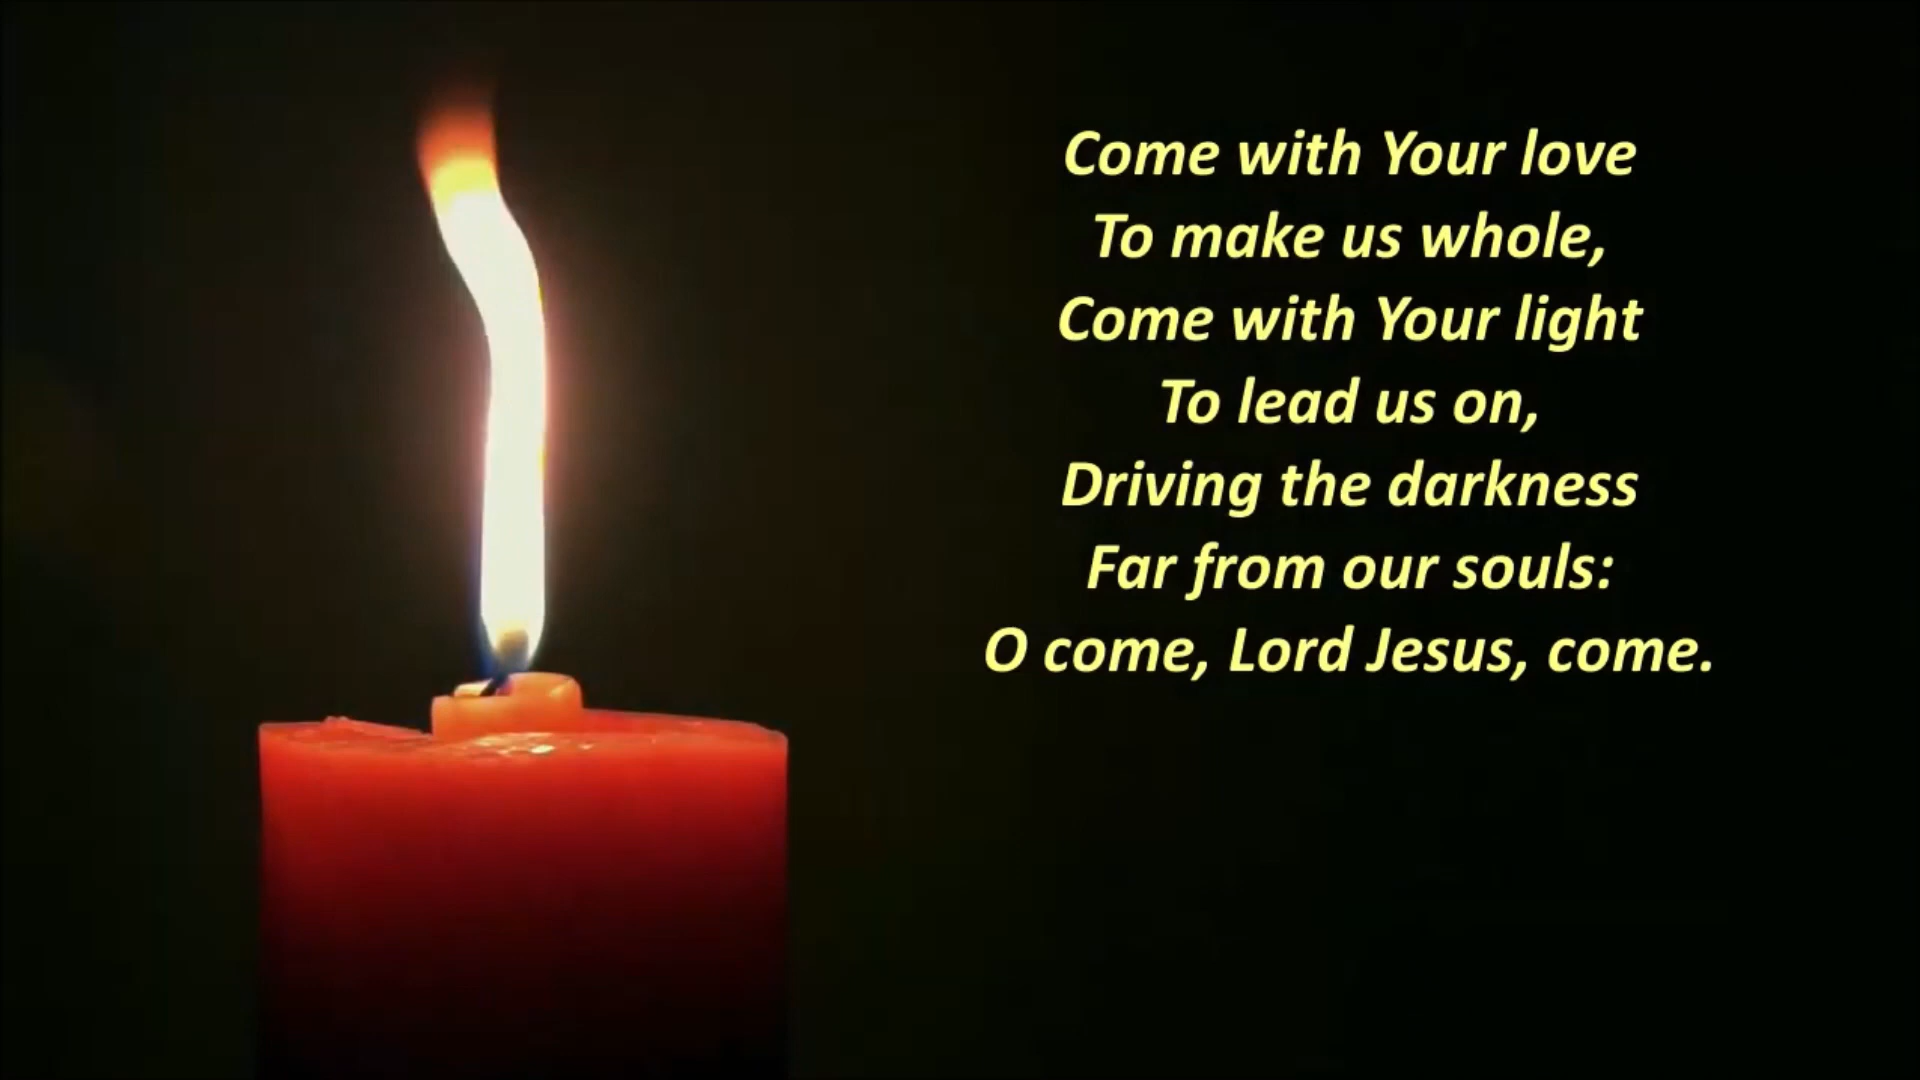 Come with Your love
To make us whole,
Come with Your light
To lead us on,
Driving the darkness
Far from our souls:
O come, Lord Jesus, come.